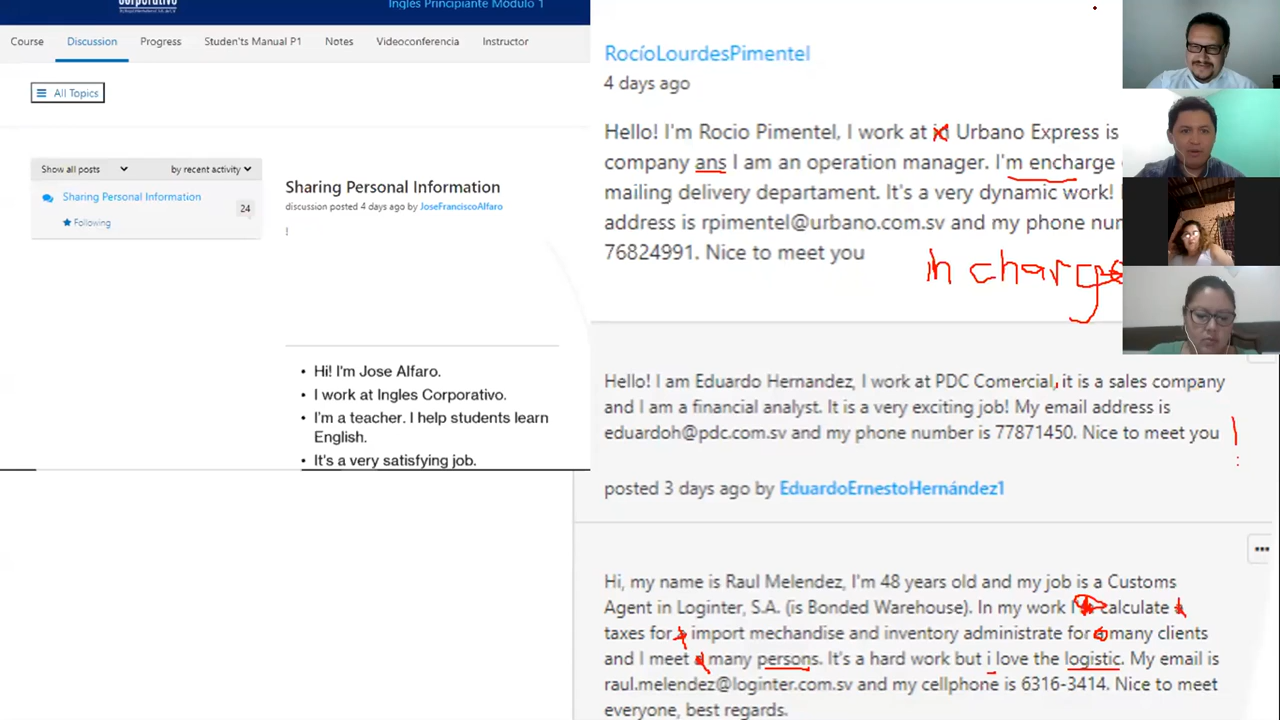 Corporativo
Ingles Principiante Módulo 1
Course Discussion Progress Studen'ts Manual P1 Notes Videoconferencia Instructor
All Topics
Show all posts by recent activity
Sharing Personal Information
24
Following
Sharing Personal Information
discussion posted 4 days ago by JoseFranciscoAlfaro
!
• Hi! I'm Jose Alfaro.
• I work at Ingles Corporativo.
• I'm a teacher. I help students learn
English.
• It's a very satisfying job.
RocíoLourdesPimentel
4 days ago
Hello! I'm Rocio Pimentel, I work at Urbano Express is
company ans I am an operation manager. I'm encharge
mailing delivery departament. It's a very dynamic work!
address is rpimentel@urbano.com.sv and my phone num
76824991. Nice to meet you
in charge
Hello! I am Eduardo Hernandez, I work at PDC Comercial, it is a sales company
and I am a financial analyst. It is a very exciting job! My email address is
eduardoh@pdc.com.sv and my phone number is 77871450. Nice to meet you !
posted 3 days ago by EduardoErnestoHernández1
Hi, my name is Raul Melendez, I'm 48 years old and my job is a Customs
Agent in Loginter, S.A. (is Bonded Warehouse). In my work I calculate
taxes for import mechandise and inventory administrate for many clients
and I meet many persons. It's a hard work but i love the logistic. My email is
raul.melendez@loginter.com.sv and my cellphone is 6316-3414. Nice to meet
everyone, best regards.